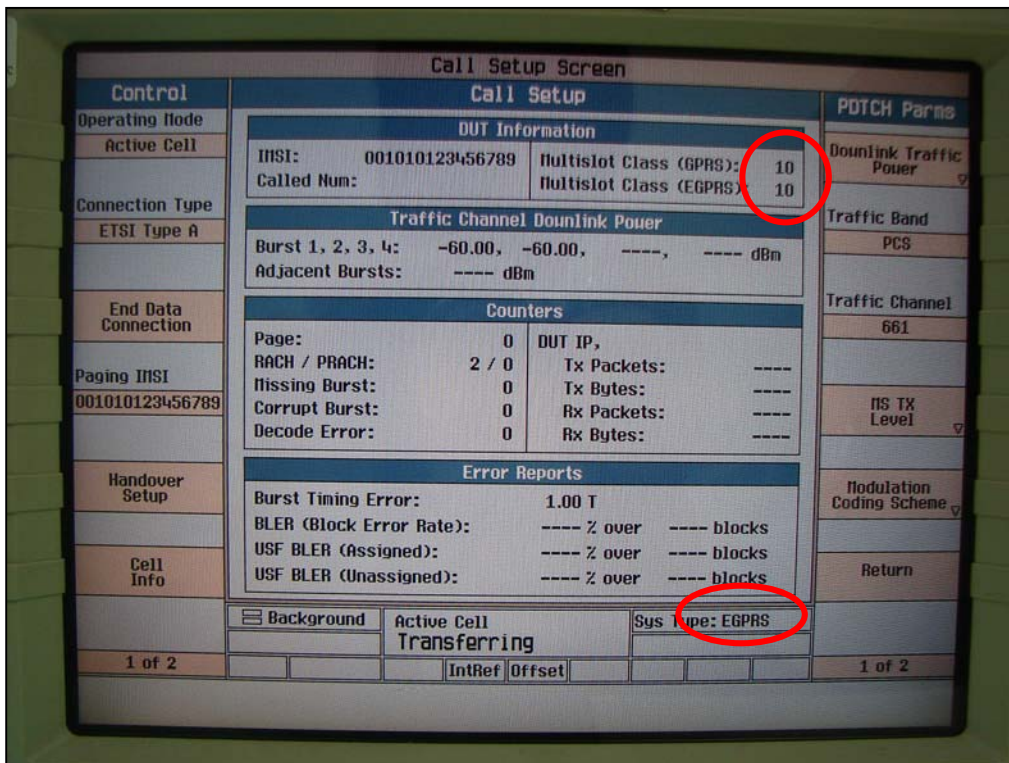 Call Setup Screen
Control
Operating Mode
Active Cell
Connection Type
ETSI Type A
End Data
Connection
Paging IMSI
001010123456789
Handover
Setup
Cell
Info
1 of 2
Call Setup
DUT Information
IMSI: 001010123456789
Called Num:
Multislot Class (GPRS): 10
Multislot Class (EGPRS): 10
Traffic Channel Downlink Power
Burst 1, 2, 3, 4: -60.00, -60.00, ----, ---- dBm
Adjacent Bursts: ---- dBm
Counters
Page: 0
RACH / PRACH: 2 / 0
Missing Burst: 0
Corrupt Burst: 0
Decode Error: 0
DUT IP,
Tx Packets: ----
Tx Bytes: ----
Rx Packets: ----
Rx Bytes: ----
Error Reports
Burst Timing Error: 1.00 T
BLER (Block Error Rate): ---- % over ---- blocks
USF BLER (Assigned): ---- % over ---- blocks
USF BLER (Unassigned): ---- % over ---- blocks
Background
Active Cell
Transferring
Sys Type: EGPRS
IntRef Offset
PDTCH Parms
Downlink Traffic
Power
Traffic Band
PCS
Traffic Channel
661
MS TX
Level
Modulation
Coding Scheme
Return
1 of 2